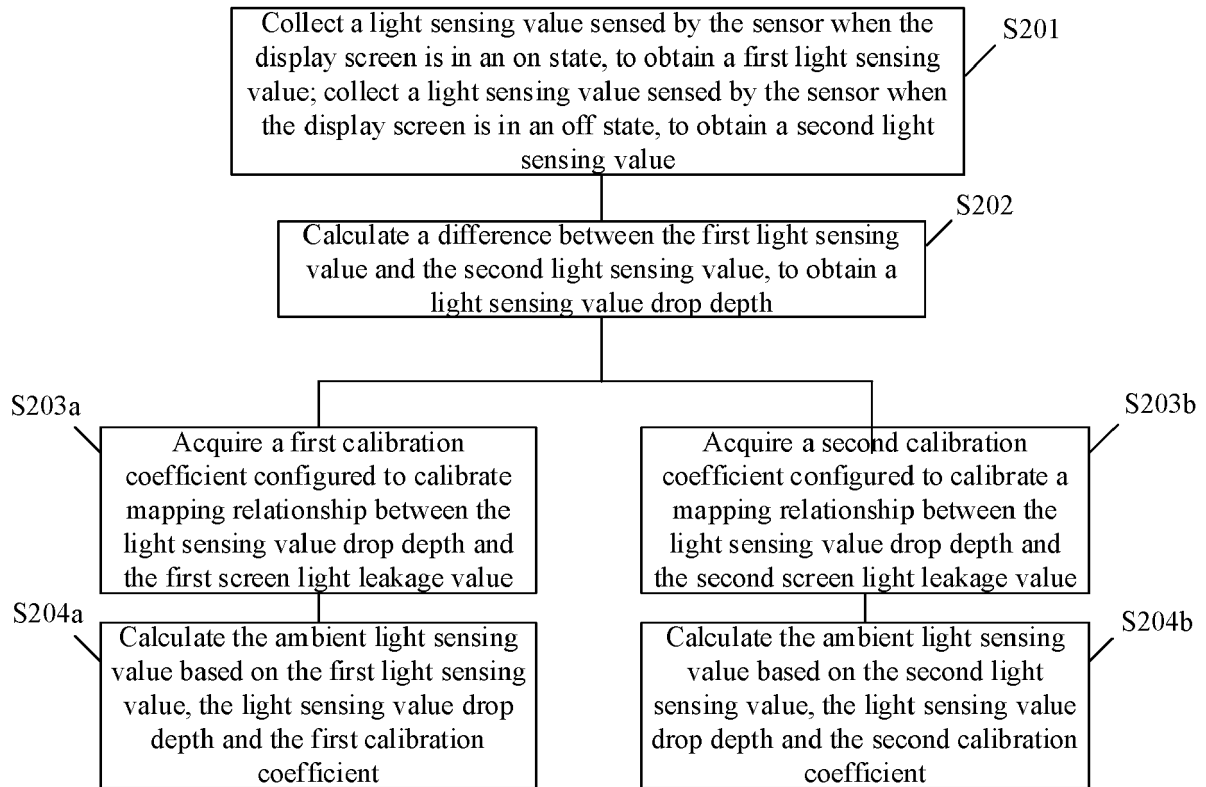 Collect a light sensing value sensed by the sensor when the
display screen is in an on state, to obtain a first light sensing
value; collect a light sensing value sensed by the sensor when
the display screen is in an off state, to obtain a second light
sensing value
S201
Calculate a difference between the first light sensing
value and the second light sensing value, to obtain a
light sensing value drop depth
S202
S203a
Acquire a first calibration
coefficient configured to calibrate
mapping relationship between the
light sensing value drop depth and
the first screen light leakage value
S203b
Acquire a second calibration
coefficient configured to calibrate a
mapping relationship between the
light sensing value drop depth and
the second screen light leakage value
S204a
Calculate the ambient light sensing
value based on the first light sensing
value, the light sensing value drop
depth and the first calibration
coefficient
S204b
Calculate the ambient light sensing
value based on the second light
sensing value, the light sensing value
drop depth and the second calibration
coefficient